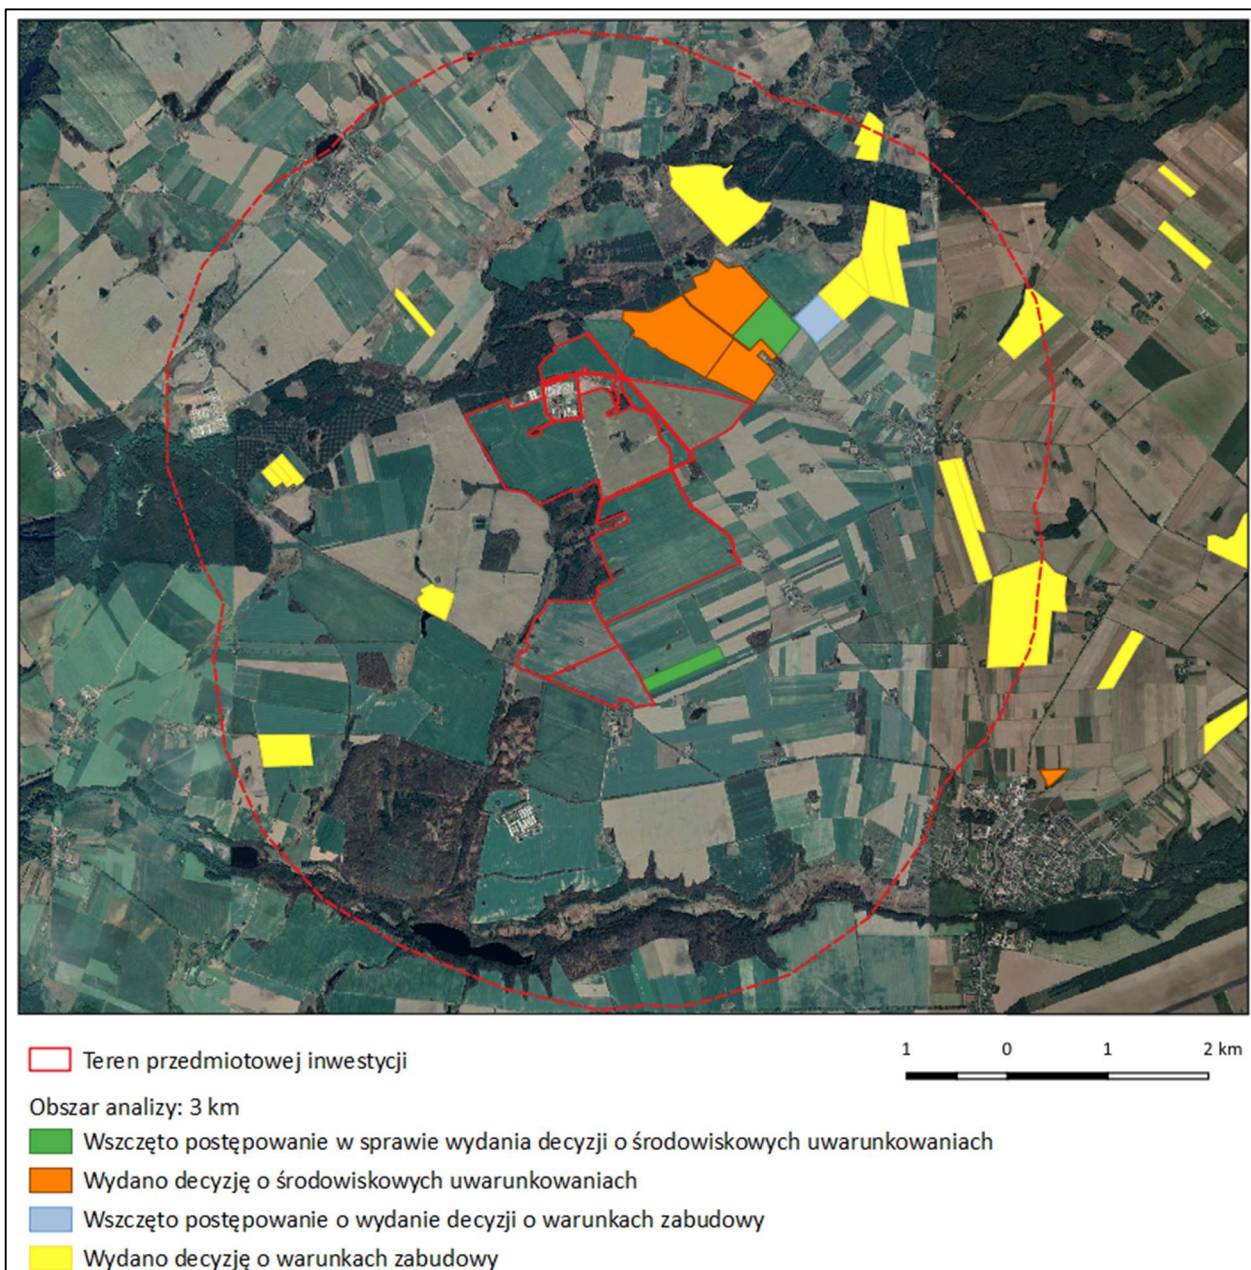 Teren przedmiotowej inwestycji
1 0 1 2 km
Obszar analizy: 3 km
Wszczęto postępowanie w sprawie wydania decyzji o środowiskowych uwarunkowaniach
Wydano decyzję o środowiskowych uwarunkowaniach
Wszczęto postępowanie o wydanie decyzji o warunkach zabudowy
Wydano decyzję o warunkach zabudowy